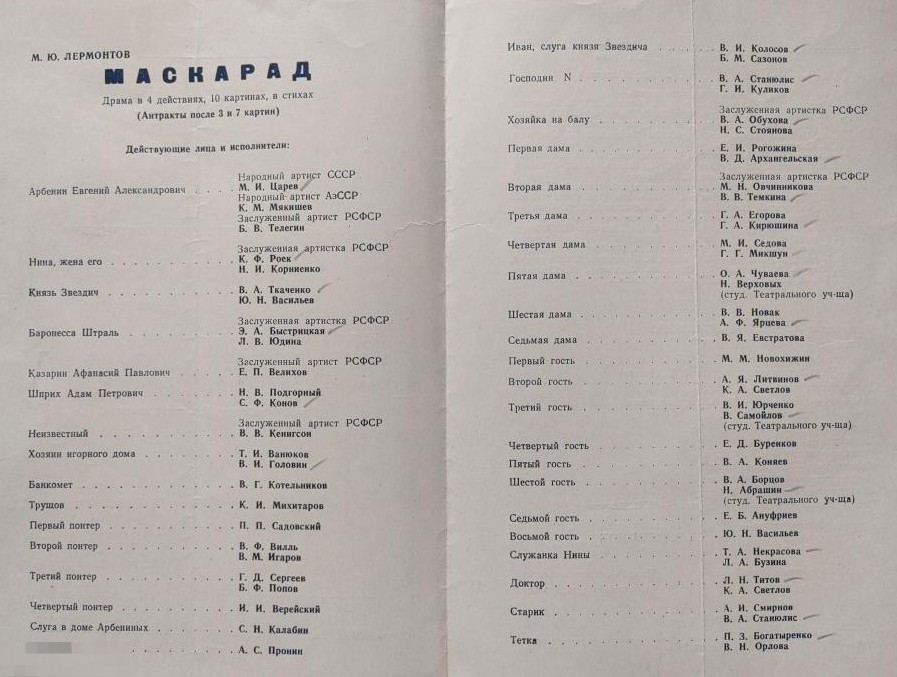 М. Ю. ЛЕРМОНТОВ
МАСКАРАД
Драма в 4 действиях, 10 картинах, в стихах
(Антракты после 3 и 7 картин)
Действующие лица и исполнители:
Народный артист СССР
Арбенин Евгений Александрович . . . . М. И. Царев
Народный артист АзССР
К. М. Мякишев
Заслуженный артист РСФСР
Б. В. Телегин
Заслуженная артистка РСФСР
Нина, жена его . . . . . . . . . К. Ф. Роек
Н. И. Корниенко
Князь Звездич . . . . . . . . . В. А. Ткаченко
Ю. Н. Васильев
Заслуженная артистка РСФСР
Баронесса Штраль . . . . . . . . Э. А. Быстрицкая
Л. В. Юдина
Заслуженный артист РСФСР
Казарин Афанасий Павлович . . . . . Е. П. Велихов
Шприх Адам Петрович . . . . . . Н. В. Подгорный
С. Ф. Конов
Заслуженный артист РСФСР
Неизвестный . . . . . . . . . . В. В. Кенигсон
Хозяин игорного дома . . . . . . Т. И. Ванюков
В. И. Головин
Банкомет . . . . . . . . . . . В. Г. Котельников
Трущов . . . . . . . . . . . К. И. Михитаров
Первый понтер . . . . . . . . . П. П. Садовский
Второй понтер . . . . . . . . . В. Ф. Вилль
В. М. Игаров
Третий понтер . . . . . . . . . Г. Д. Сергеев
Б. Ф. Попов
Четвертый понтер . . . . . . . . И. И. Верейский
Слуга в доме Арбениных . . . . . . С. Н. Калабин
. . . . . . . А. С. Пронин
Иван, слуга князя Звездича . . . . . В. И. Колосов
Б. М. Сазонов
Господин N . . . . . . . . . . В. А. Станюлис
Г. И. Куликов
Заслуженная артистка РСФСР
Хозяйка на балу . . . . . . . . В. А. Обухова
Н. С. Стоянова
Первая дама . . . . . . . . . . Е. И. Рогожина
В. Д. Архангельская
Заслуженная артистка РСФСР
Вторая дама . . . . . . . . . . М. Н. Овчинникова
В. В. Темкина
Третья дама . . . . . . . . . . Г. А. Егорова
Г. А. Кирюшина
Четвертая дама . . . . . . . . . М. И. Седова
Г. Г. Микшун
Пятая дама . . . . . . . . . . О. А. Чуваева
Н. Верховых
(студ. Театрального уч-ща)
Шестая дама . . . . . . . . . . В. В. Новак
А. Ф. Ярцева
Седьмая дама . . . . . . . . . В. Я. Евстратова
Первый гость . . . . . . . . . М. М. Новохижин
Второй гость . . . . . . . . . А. Я. Литвинов
К. А. Светлов
Третий гость . . . . . . . . . В. И. Юрченко
В. Самойлов
(студ. Театрального уч-ща)
Четвертый гость . . . . . . . . Е. Д. Буренков
Пятый гость . . . . . . . . . . В. А. Коняев
Шестой гость . . . . . . . . . В. А. Борцов
Н. Абрашин
(студ. Театрального уч-ща)
Седьмой гость . . . . . . . . . Е. Б. Ануфриев
Восьмой гость . . . . . . . . . Ю. Н. Васильев
Служанка Нины . . . . . . . . . Т. А. Некрасова
Л. А. Бузина
Доктор . . . . . . . . . . . Л. Н. Титов
К. А. Светлов
Старик . . . . . . . . . . . А. И. Смирнов
В. А. Станюлис
Тетка . . . . . . . . . . . . П. З. Богатыренко
В. Н. Орлова